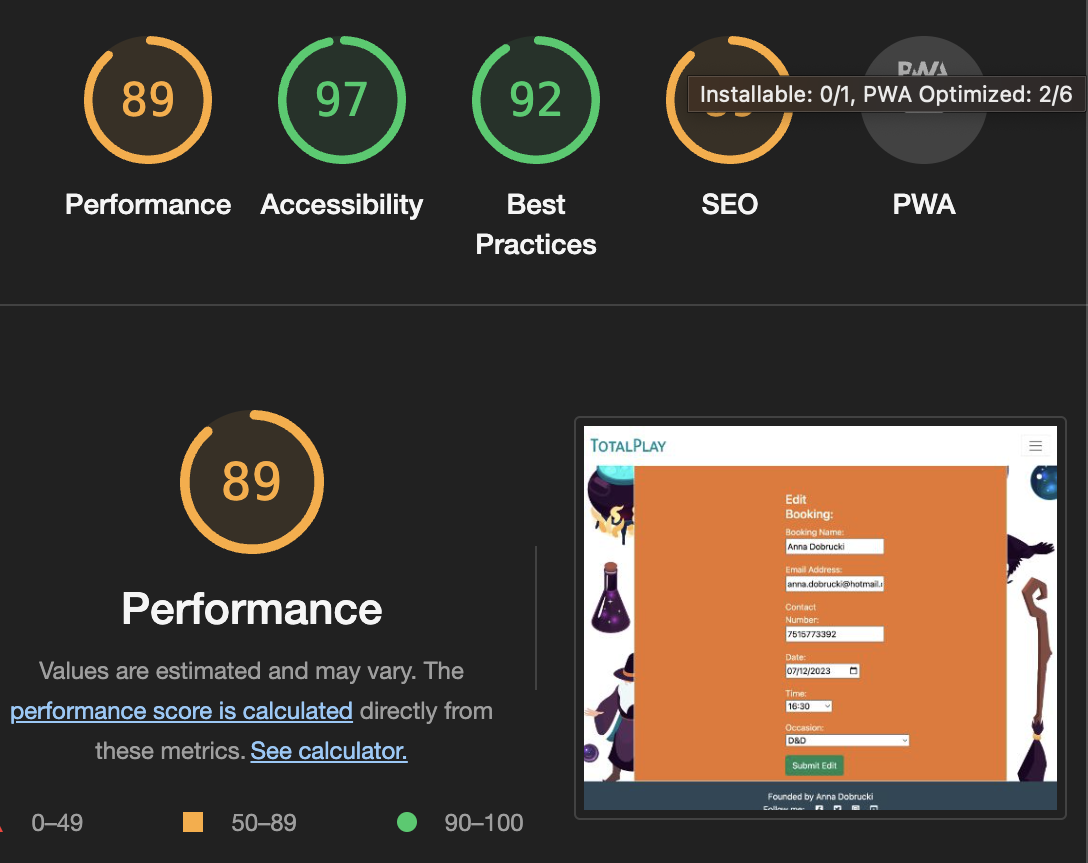 89
97
92
Installable: 0/1, PWA Optimized: 2/6
PWA
Performance
Accessibility
Best
Practices
SEO
PWA
89
Performance
Values are estimated and may vary. The
performance score is calculated directly from
these metrics. See calculator.
0–49
50–89
90–100
TOTALPLAY
Edit
Booking:
Booking Name:
Anna Dobrucki
Email Address:
anna.dobrucki@hotmail.
Contact
Number:
7515773392
Date:
07/12/2023
Time:
16:30
Occasion:
D&D
Submit Edit
Founded by Anna Dobrucki
Follow me: